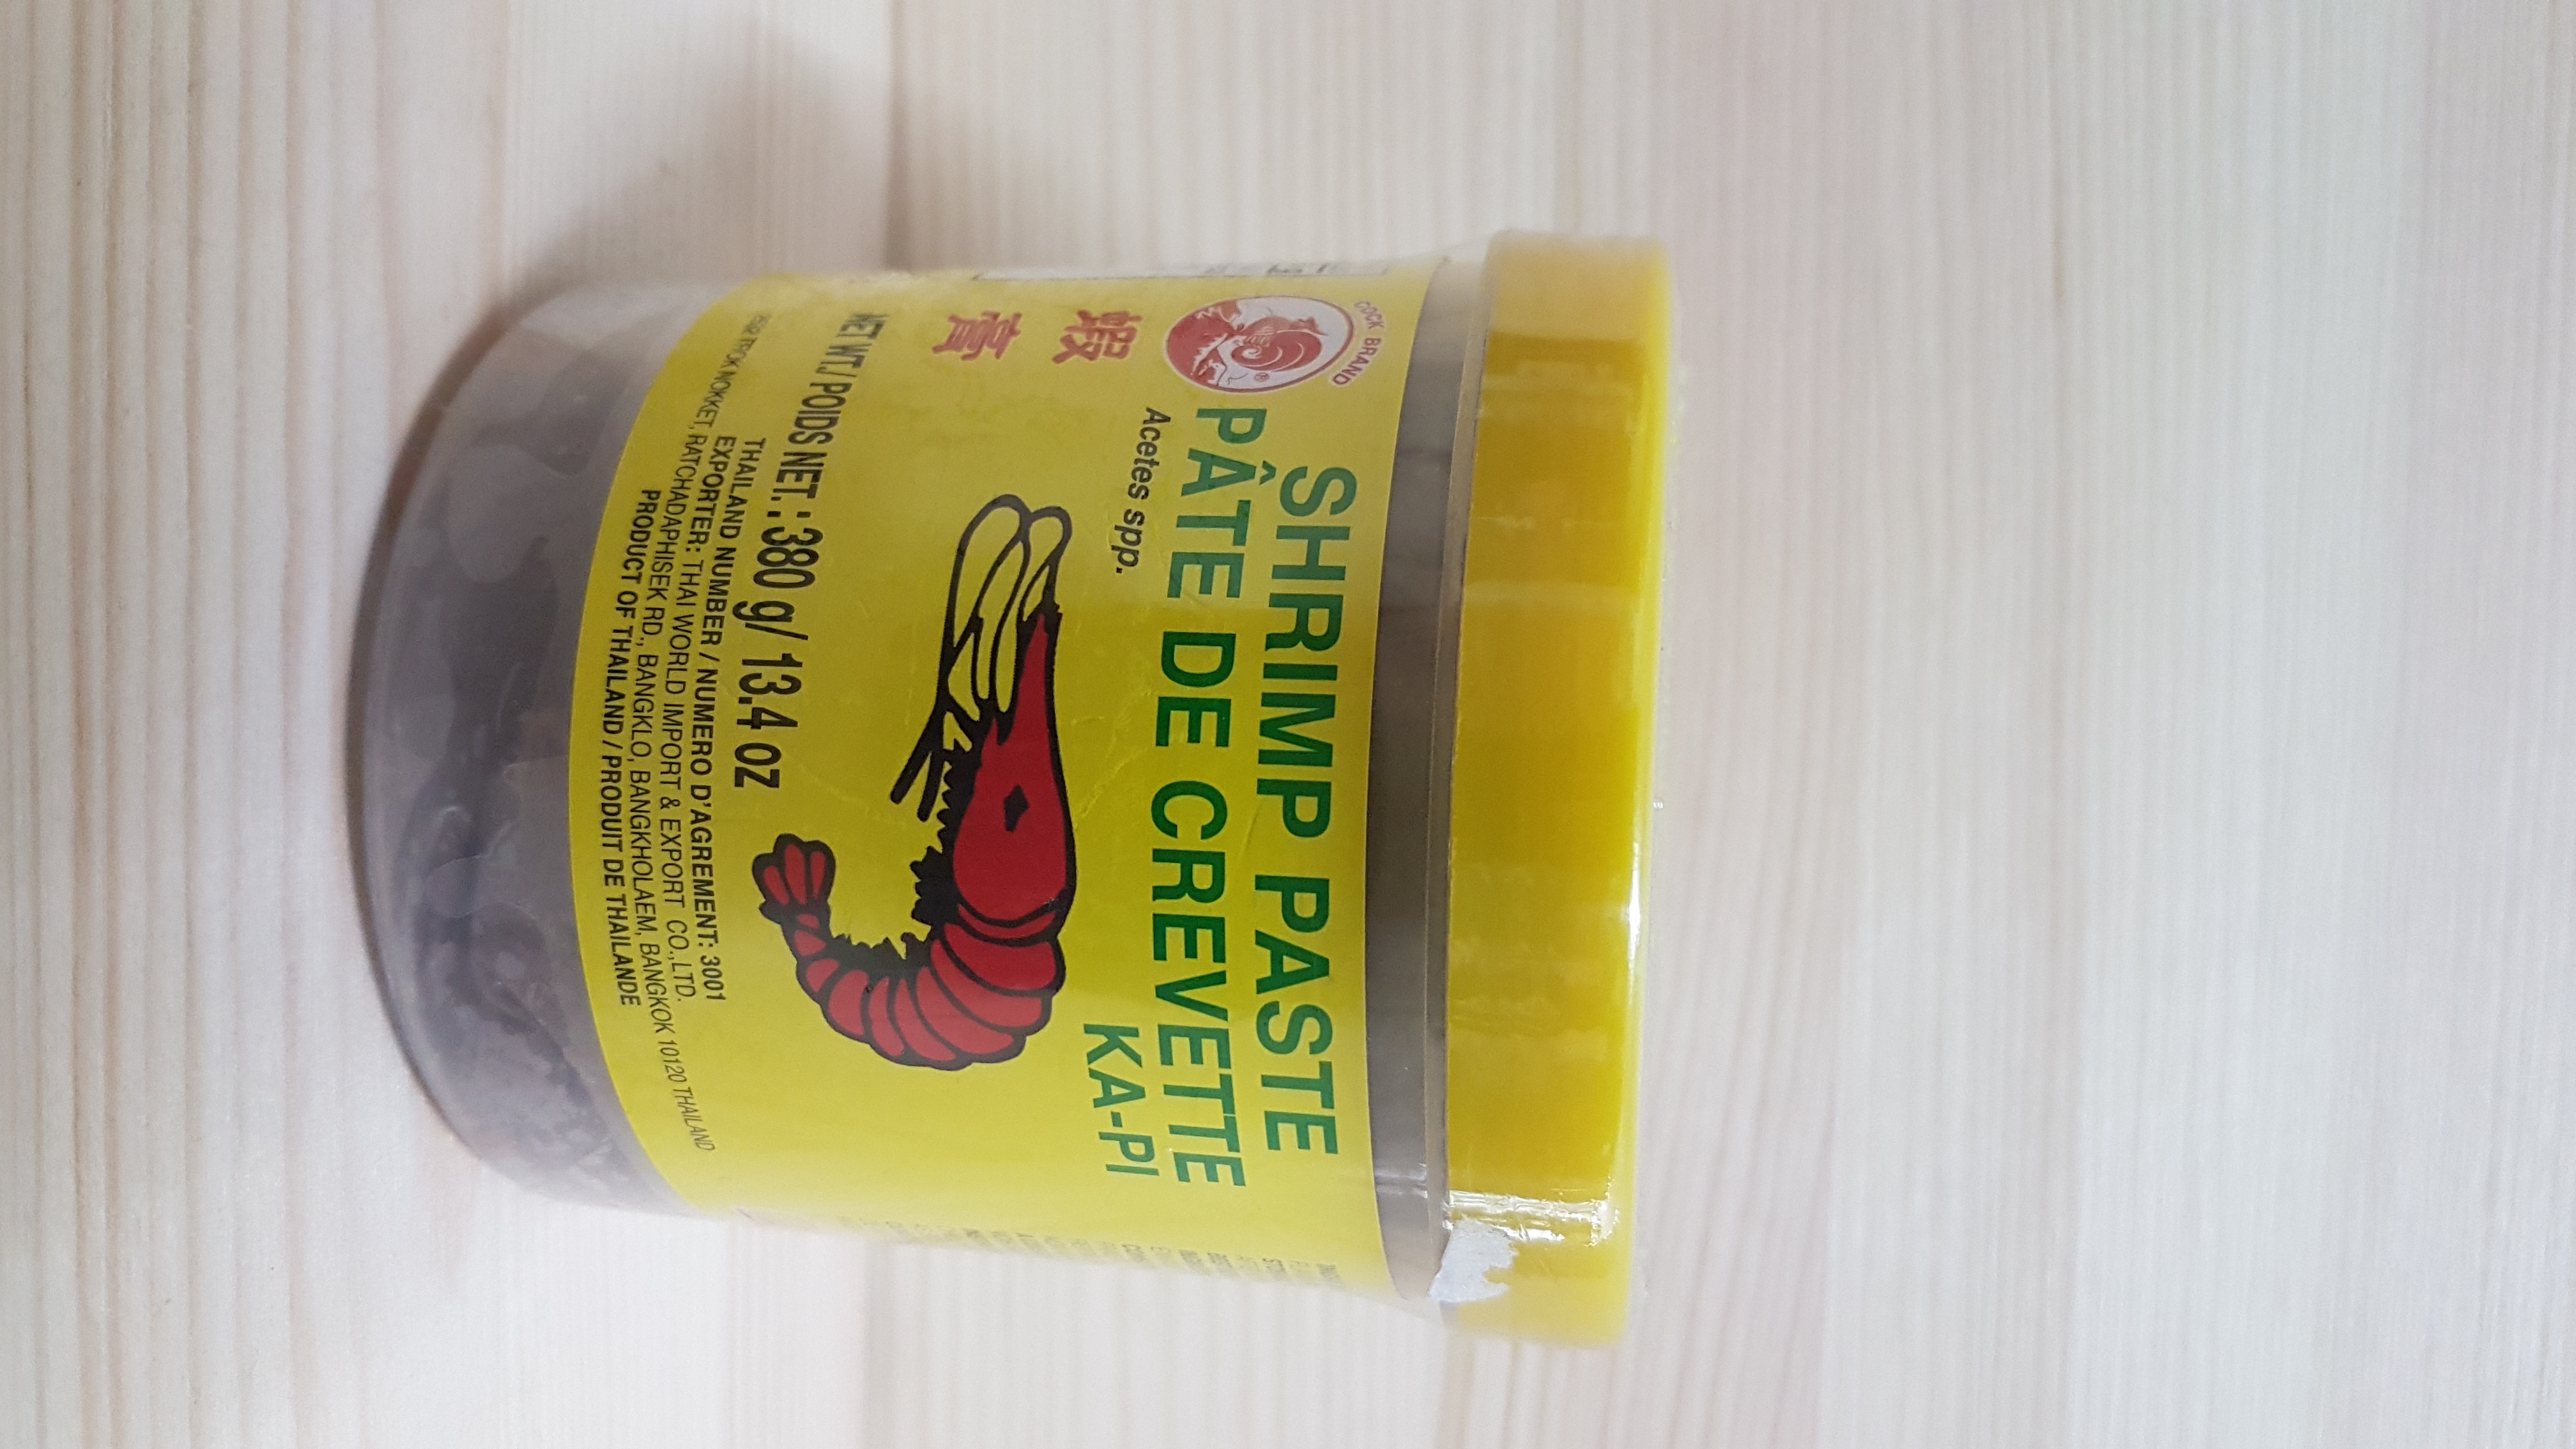 COCK BRAND
®
SHRIMP PASTE
PÂTE DE CREVETTE
Acetes spp.
KA-PI
蝦
膏
NET WT./ POIDS NET. : 380 g/ 13.4 oz
THAILAND NUMBER / NUMERO D'AGREMENT: 3001
EXPORTER: THAI WORLD IMPORT & EXPORT CO.,LTD.
TROK NOKKET, RATCHADAPHISEK RD., BANGKLO, BANGKHOLAEM, BANGKOK 10120 THAILAND
PRODUCT OF THAILAND / PRODUIT DE THAILANDE